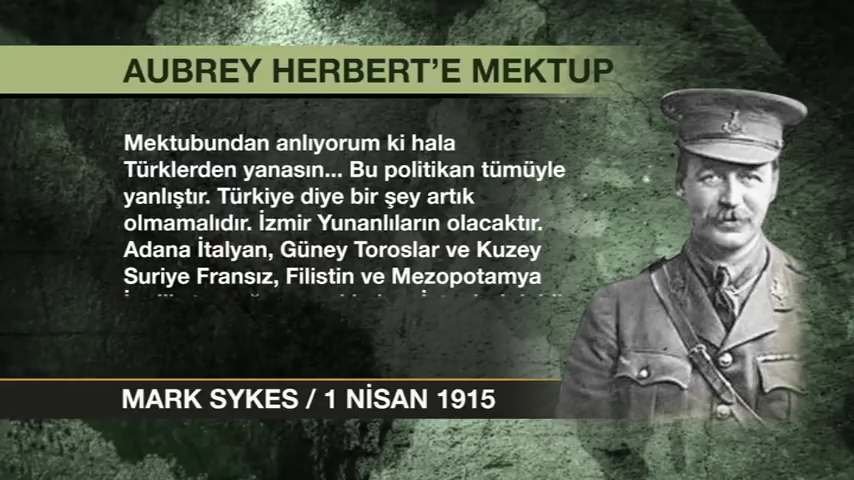 AUBREY HERBERT'E MEKTUP
Mektubundan anlıyorum ki hala
Türklerden yanasın... Bu politikan tümüyle
yanlıştır. Türkiye diye bir şey artık
olmamalıdır. İzmir Yunanlıların olacaktır.
Adana İtalyan, Güney Toroslar ve Kuzey
Suriye Fransız, Filistin ve Mezopotamya
MARK SYKES / 1 NİSAN 1915